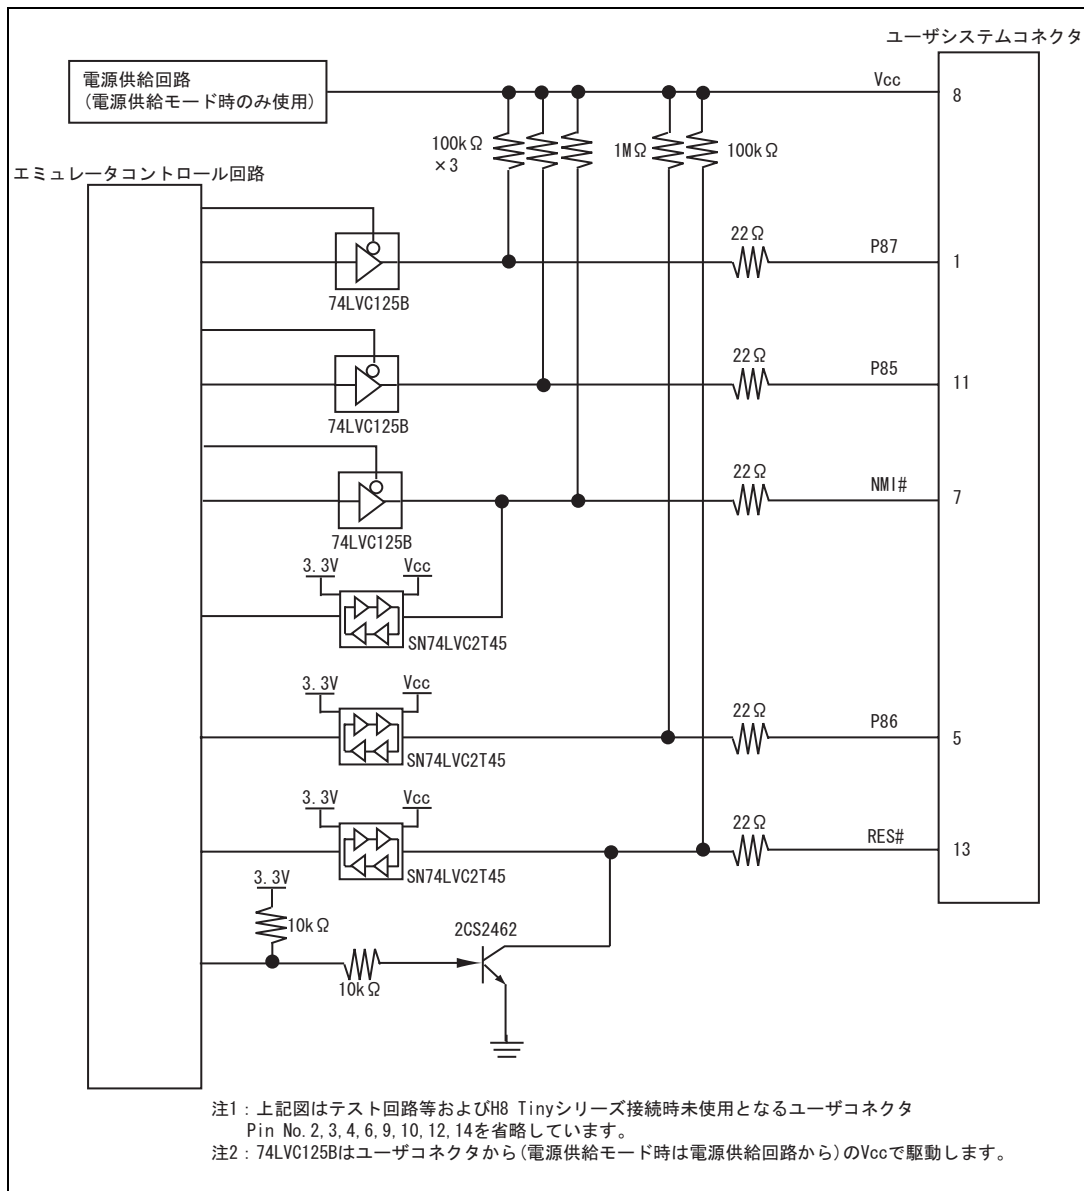 ユーザシステムコネクタ
電源供給回路
(電源供給モード時のみ使用)
Vcc
8
100kΩ
×3
1MΩ
100kΩ
エミュレータコントロール回路
22Ω
P87
1
74LVC125B
22Ω
P85
11
74LVC125B
22Ω
NMI#
7
74LVC125B
3.3V
Vcc
SN74LVC2T45
3.3V
Vcc
22Ω
P86
5
SN74LVC2T45
3.3V
Vcc
22Ω
RES#
13
SN74LVC2T45
3.3V
10kΩ
2CS2462
10kΩ
注1：上記図はテスト回路等およびH8 Tinyシリーズ接続時未使用となるユーザコネクタ
Pin No.2,3,4,6,9,10,12,14を省略しています。
注2：74LVC125Bはユーザコネクタから(電源供給モード時は電源供給回路から)のVccで駆動します。